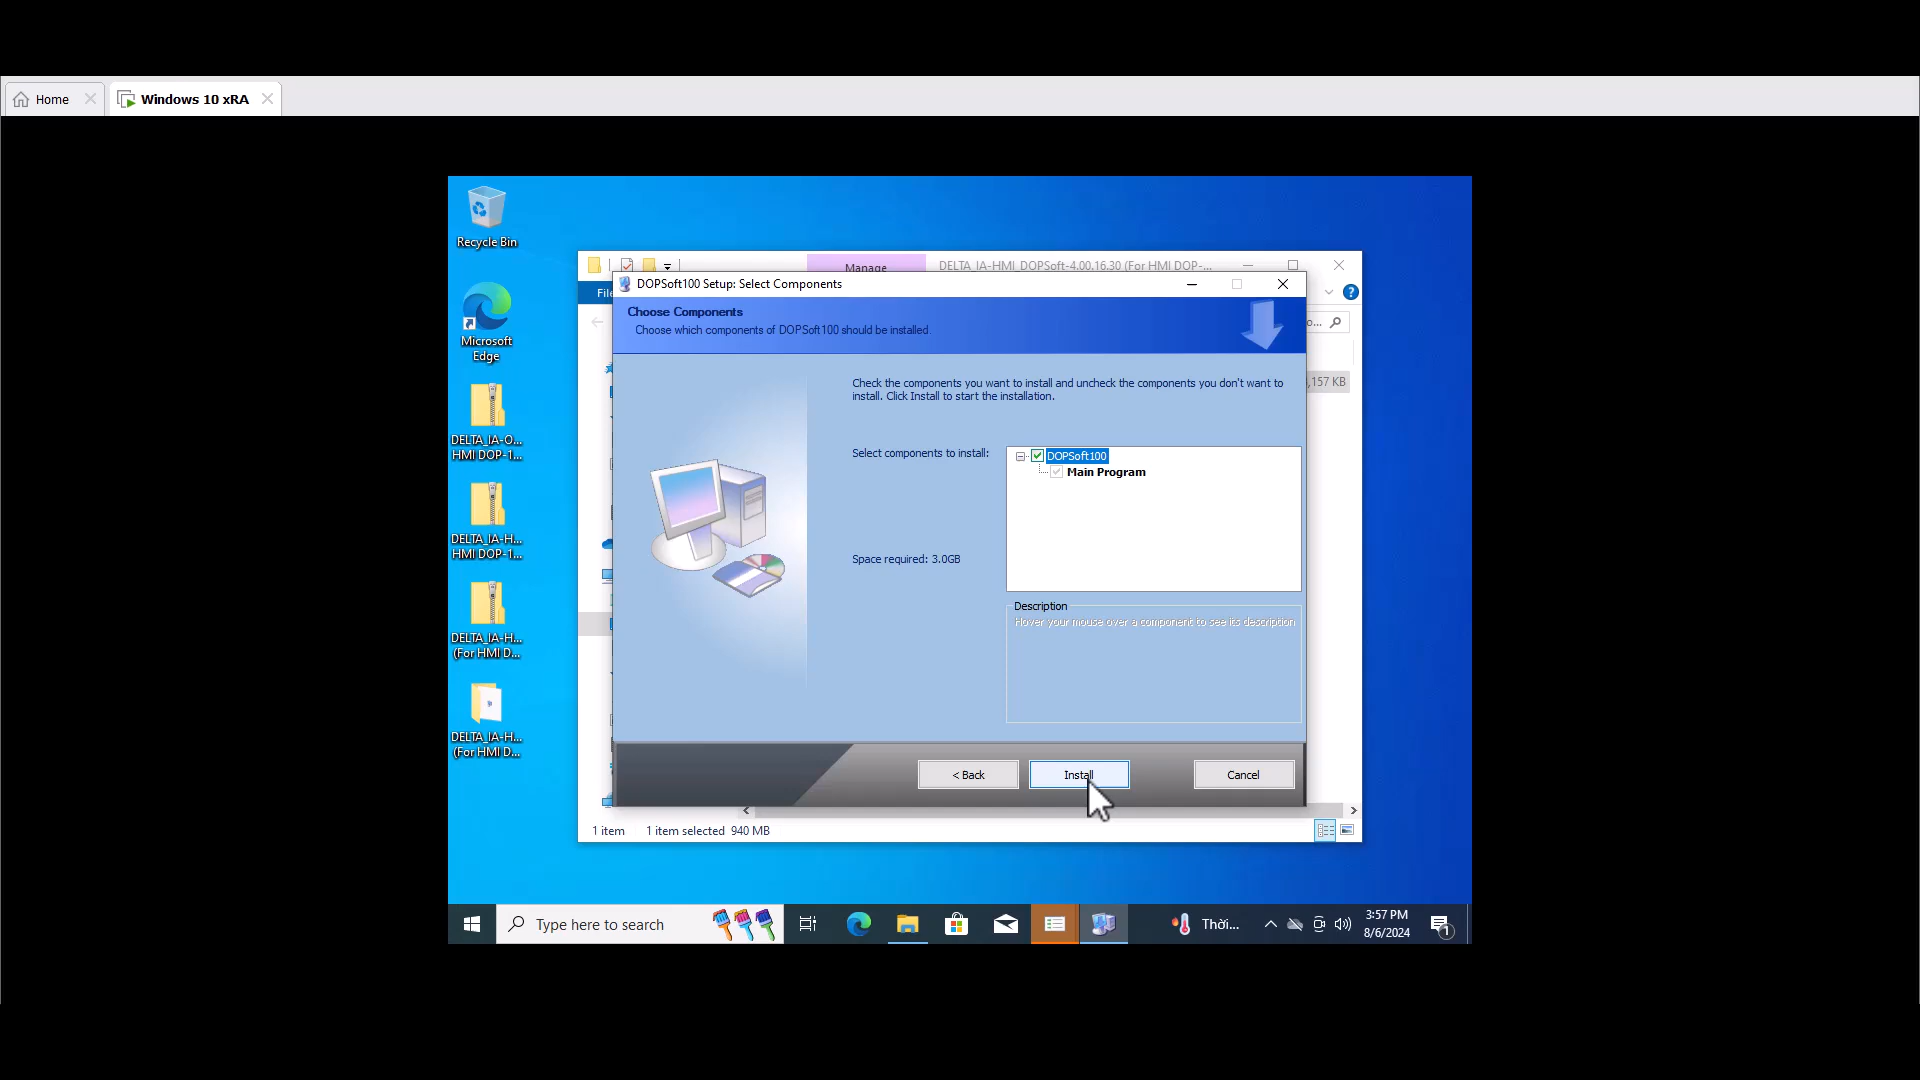 Home
Windows 10 xRA
Recycle Bin
Microsoft
Edge
DELTA_IA-O...
HMI DOP-1...
DELTA_IA-H...
HMI DOP-1...
DELTA_IA-H...
(For HMI D...
DELTA_IA-H...
(For HMI D...
Manage
DELTA_IA-HMI_DOPSoft-4.00.16.30 (For HMI DOP-...
DOPSoft100 Setup: Select Components
Choose Components
Choose which components of DOPSoft100 should be installed.
Check the components you want to install and uncheck the components you don't want to
install. Click Install to start the installation.
Select components to install:
DOPSoft100
Main Program
Space required: 3.0GB
Description
Hover your mouse over a component to see its description
< Back
Install
Cancel
,157 KB
1 item
1 item selected 940 MB
Type here to search
Thời...
3:57 PM
8/6/2024
1